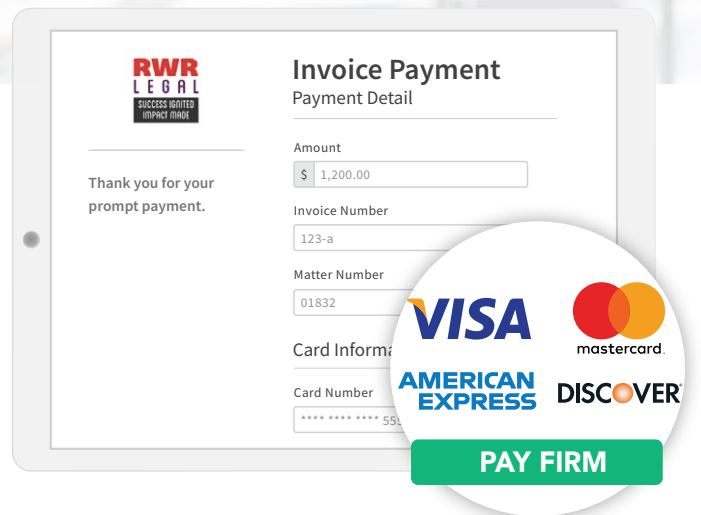 RWR
LEGAL
SUCCESS IGNITED
IMPACT MADE
Thank you for your
prompt payment.
Invoice Payment
Payment Detail
Amount
$ 1,200.00
Invoice Number
123-a
Matter Number
01832
Card Informa
Card Number
**** **** **** 555
VISA
mastercard.
AMERICAN
EXPRESS
DISCOVER
PAY FIRM